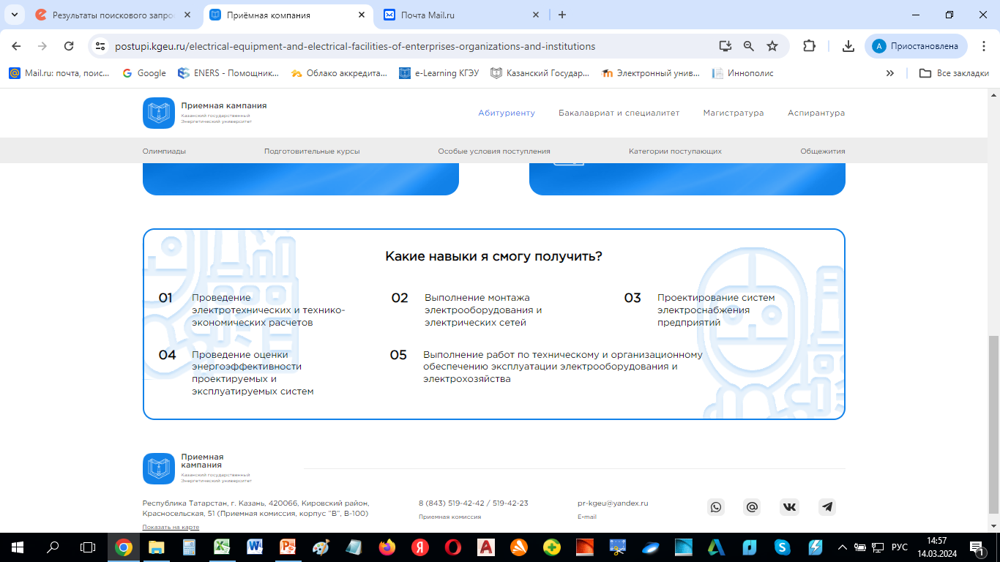 Результаты поискового запро
Приёмная компания
Почта Mail.ru
postupi.kgeu.ru/electrical-equipment-and-electrical-facilities-of-enterprises-organizations-and-institutions
А
Приостановлена
Mail.ru: почта, поис...
Google
ENERS - Помощник...
Облако аккредита...
e-Learning КГЭУ
Казанский Государ...
Электронный унив...
Иннополис
Все закладки
Приемная кампания
Казанский государственный
Энергетический университет
Абитуриенту
Бакалавриат и специалитет
Магистратура
Аспирантура
Олимпиады
Подготовительные курсы
Особые условия поступления
Категории поступающих
Общежития
Какие навыки я смогу получить?
01
Проведение
электротехнических и технико-
экономических расчетов
02
Выполнение монтажа
электрооборудования и
электрических сетей
03
Проектирование систем
электроснабжения
предприятий
04
Проведение оценки
энергоэффективности
проектируемых и
эксплуатируемых систем
05
Выполнение работ по техническому и организационному
обеспечению эксплуатации электрооборудования и
электрохозяйства
Приемная
кампания
Казанский государственный
Энергетический университет
Республика Татарстан, г. Казань, 420066, Кировский район,
Красносельская, 51 (Приемная комиссия, корпус "В", В-100)
Показать на карте
8 (843) 519-42-42 / 519-42-23
Приемная комиссия
pr-kgeu@yandex.ru
E-mail
РУС
14:57
14.03.2024
1